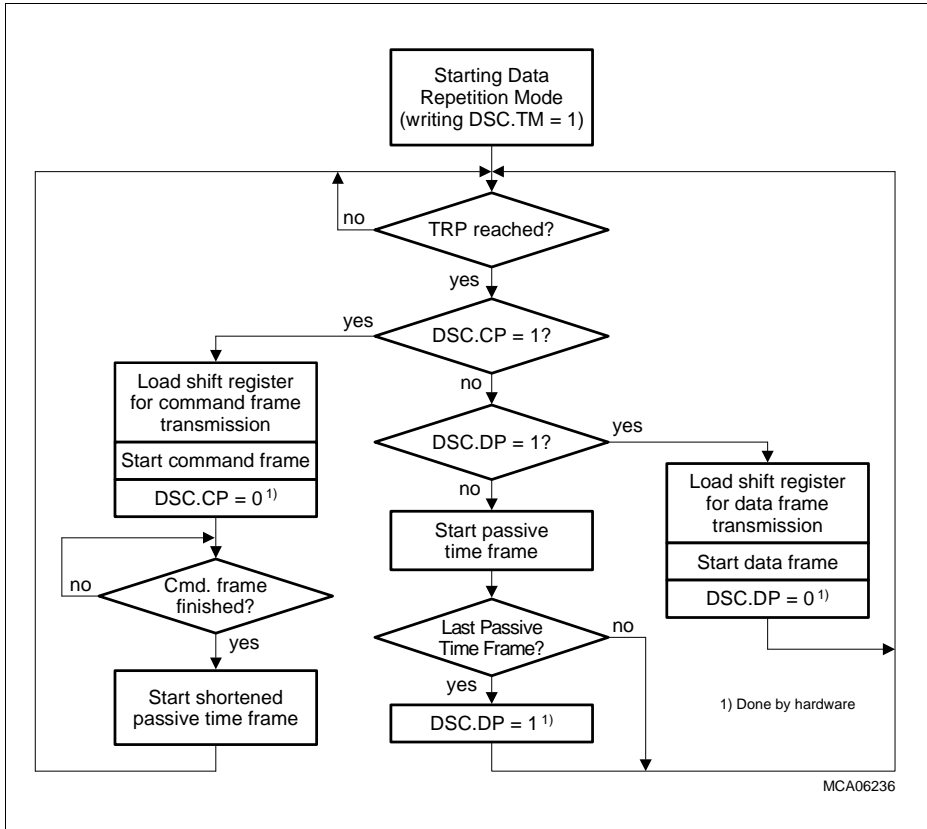 Starting Data
Repetition Mode
(writing DSC.TM = 1)
no
TRP reached?
yes
yes
DSC.CP = 1?
no
Load shift register
for command frame
transmission
Start command frame
DSC.CP = 0 1)
DSC.DP = 1?
yes
no
Load shift register
for data frame
transmission
Start data frame
DSC.DP = 0 1)
Start passive
time frame
no
Cmd. frame
finished?
yes
Last Passive
Time Frame?
no
yes
Start shortened
passive time frame
DSC.DP = 1 1)
1) Done by hardware
MCA06236